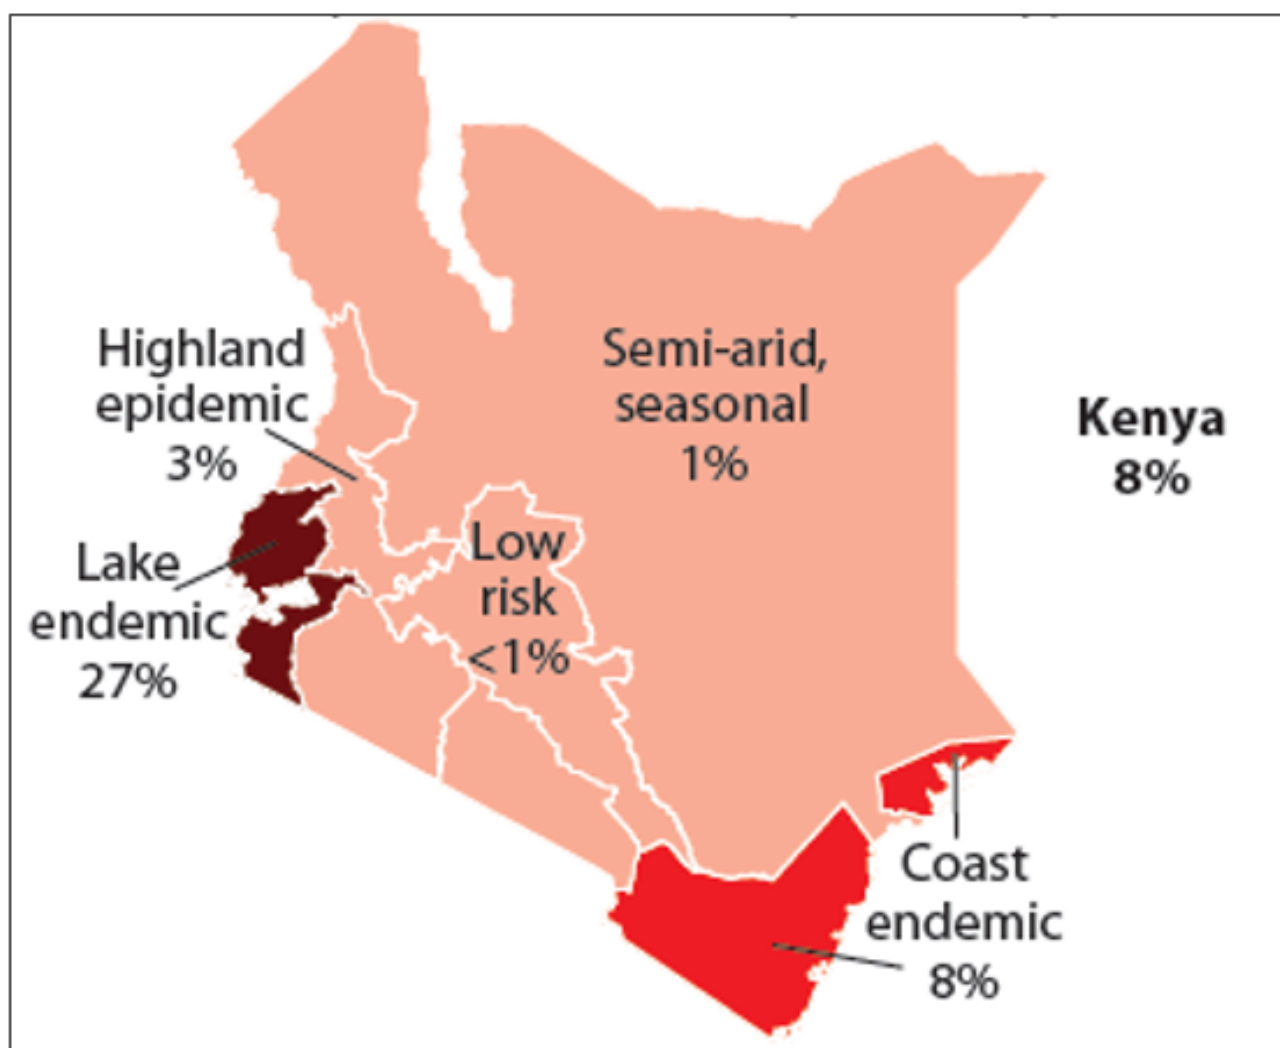 Highland
epidemic
3%
Semi-arid,
seasonal
1%
Kenya
8%
Lake
endemic
27%
Low
risk
<1%
Coast
endemic
8%